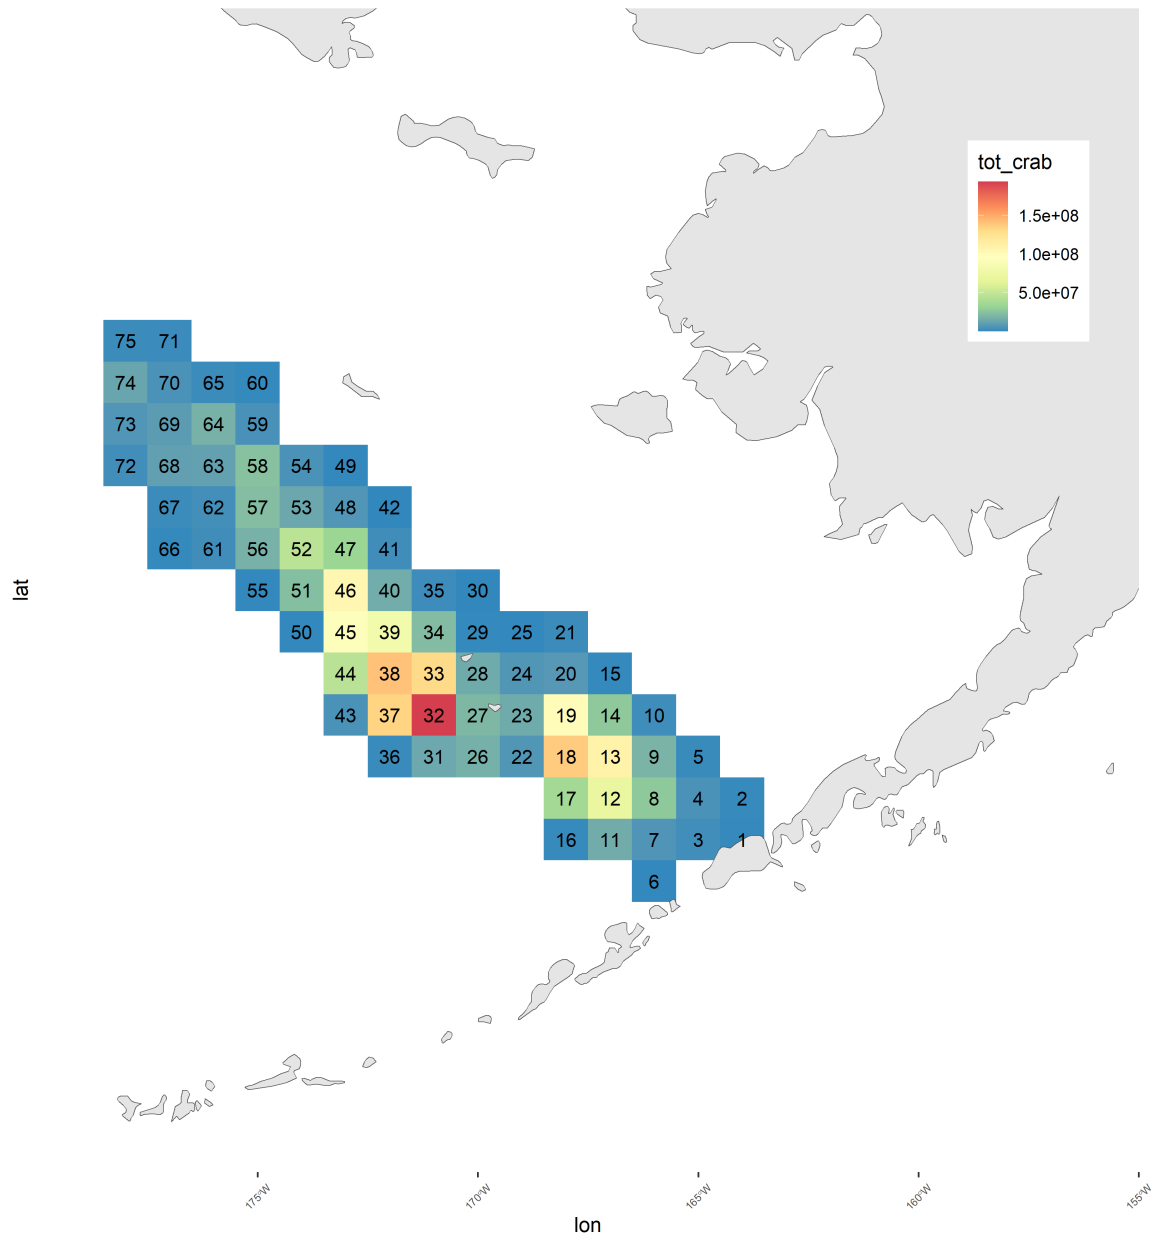 tot_crab
1.5e+08
1.0e+08
5.0e+07
75 71
74 70 65 60
73 69 64 59
72 68 63 58 54 49
67 62 57 53 48 42
66 61 56 52 47 41
55 51 46 40 35 30
50 45 39 34 29 25 21
44 38 33 28 24 20 15
43 37 32 27 23 19 14 10
36 31 26 22 18 13 9 5
17 12 8 4 2
16 11 7 3 1
6
lat
175°W 170°W 165°W 160°W 155°W
lon